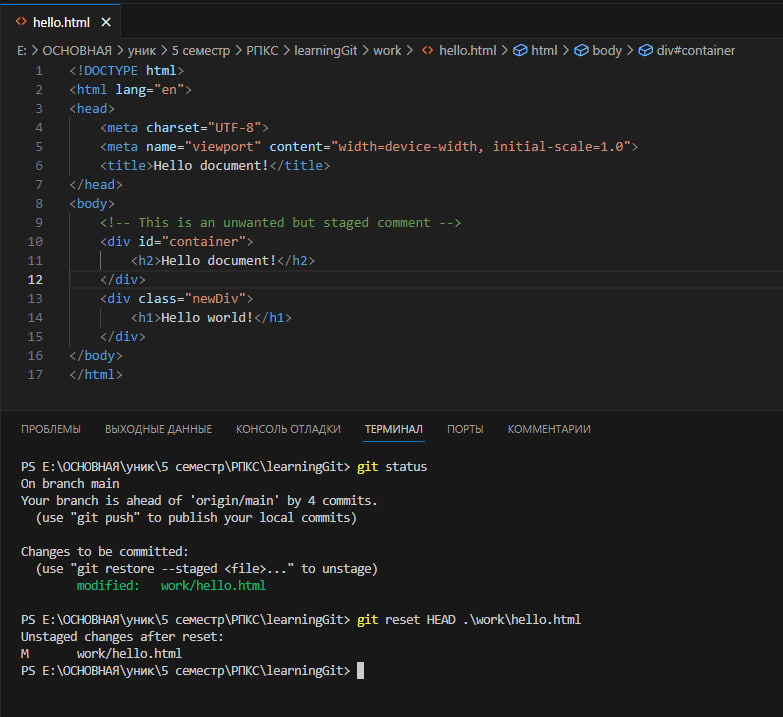 hello.html
E: > ОСНОВНАЯ > уник > 5 семестр > РПКС > learningGit > work > hello.html > html > body > div#container
1 <!DOCTYPE html>
2 <html lang="en">
3 <head>
4     <meta charset="UTF-8">
5     <meta name="viewport" content="width=device-width, initial-scale=1.0">
6     <title>Hello document!</title>
7 </head>
8 <body>
9     <!-- This is an unwanted but staged comment -->
10     <div id="container">
11         <h2>Hello document!</h2>
12     </div>
13     <div class="newDiv">
14         <h1>Hello world!</h1>
15     </div>
16 </body>
17 </html>
ПРОБЛЕМЫ ВЫХОДНЫЕ ДАННЫЕ КОНСОЛЬ ОТЛАДКИ ТЕРМИНАЛ ПОРТЫ КОММЕНТАРИИ
PS E:\ОСНОВНАЯ\уник\5 семестр\РПКС\learningGit> git status
On branch main
Your branch is ahead of 'origin/main' by 4 commits.
  (use "git push" to publish your local commits)
Changes to be committed:
  (use "git restore --staged <file>..." to unstage)
        modified:   work/hello.html
PS E:\ОСНОВНАЯ\уник\5 семестр\РПКС\learningGit> git reset HEAD .\work\hello.html
Unstaged changes after reset:
M       work/hello.html
PS E:\ОСНОВНАЯ\уник\5 семестр\РПКС\learningGit>